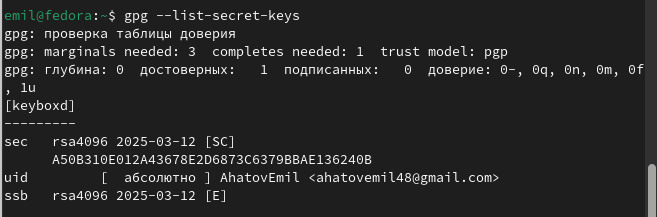 emil@fedora:~$ gpg --list-secret-keys
gpg: проверка таблицы доверия
gpg: marginals needed: 3  completes needed: 1  trust model: pgp
gpg: глубина: 0  достоверных:   1  подписанных:   0  доверие: 0-, 0q, 0n, 0m, 0f
, 1u
[keyboxd]
---------
sec   rsa4096 2025-03-12 [SC]
      A50B310E012A43678E2D6873C6379BBAE136240B
uid         [  абсолютно ] AhatovEmil <ahatovemil48@gmail.com>
ssb   rsa4096 2025-03-12 [E]